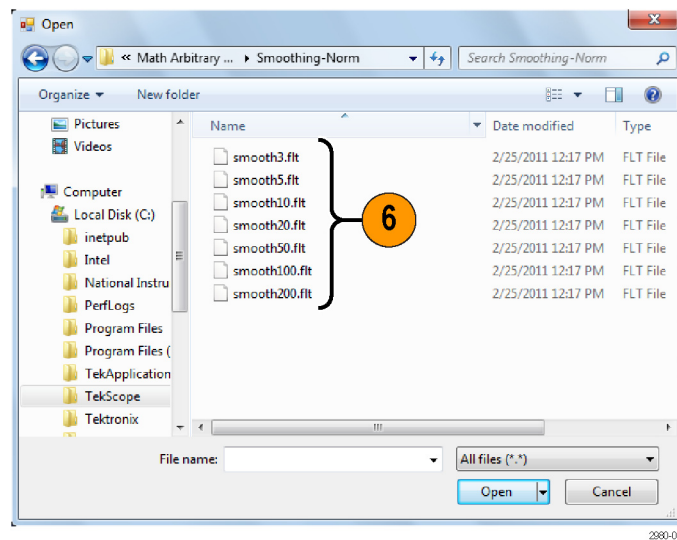 Open
« Math Arbitrary ... Smoothing-Norm
Search Smoothing-Norm
Organize New folder
Pictures
Videos
Computer
Local Disk (C:)
inetpub
Intel
National Instru
PerfLogs
Program Files
Program Files (
TekApplication
TekScope
Tektronix
Name Date modified Type
smooth3.flt 2/25/2011 12:17 PM FLT File
smooth5.flt 2/25/2011 12:17 PM FLT File
smooth10.flt 2/25/2011 12:17 PM FLT File
smooth20.flt 2/25/2011 12:17 PM FLT File
smooth50.flt 2/25/2011 12:17 PM FLT File
smooth100.flt 2/25/2011 12:17 PM FLT File
smooth200.flt 2/25/2011 12:17 PM FLT File
6
File name: All files (*.*)
Open Cancel
2980-0